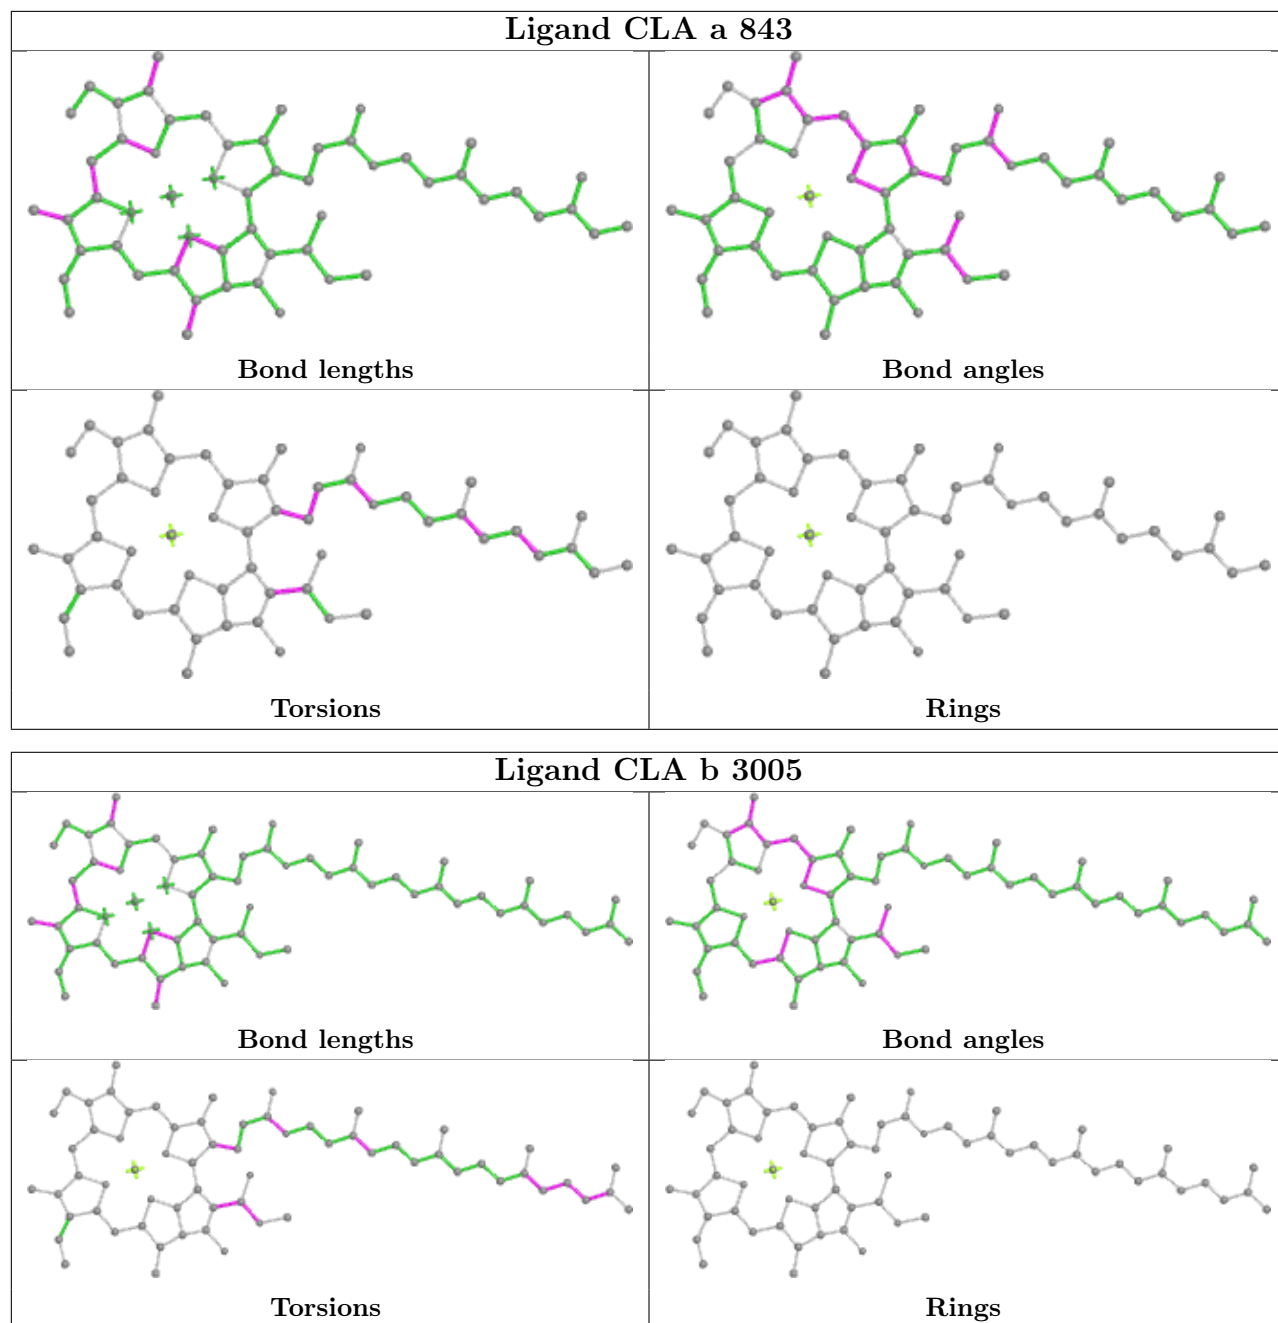 Ligand CLA a 843
Bond lengths
Bond angles
Torsions
Rings
Ligand CLA b 3005
Bond lengths
Bond angles
Torsions
Rings